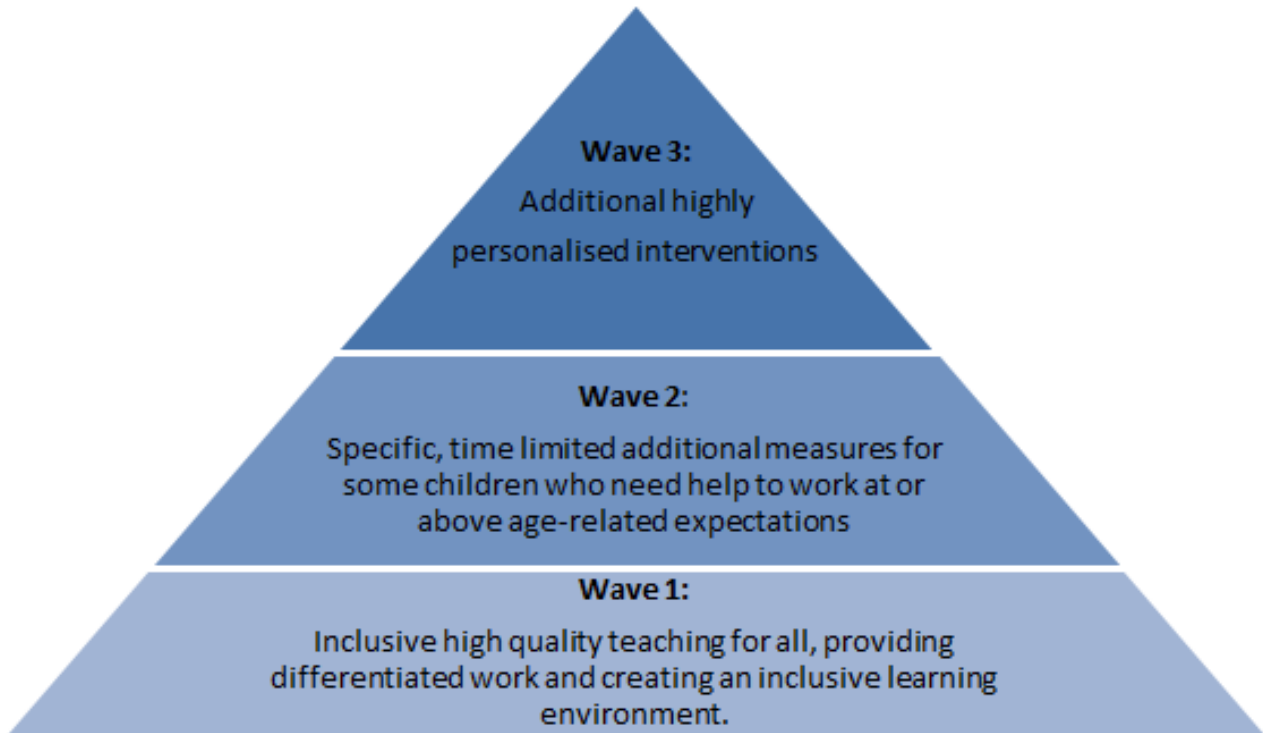 Wave 3:
Additional highly
personalised interventions
Wave 2:
Specific, time limited additional measures for
some children who need help to work at or
above age-related expectations
Wave 1:
Inclusive high quality teaching for all, providing
differentiated work and creating an inclusive learning
environment.